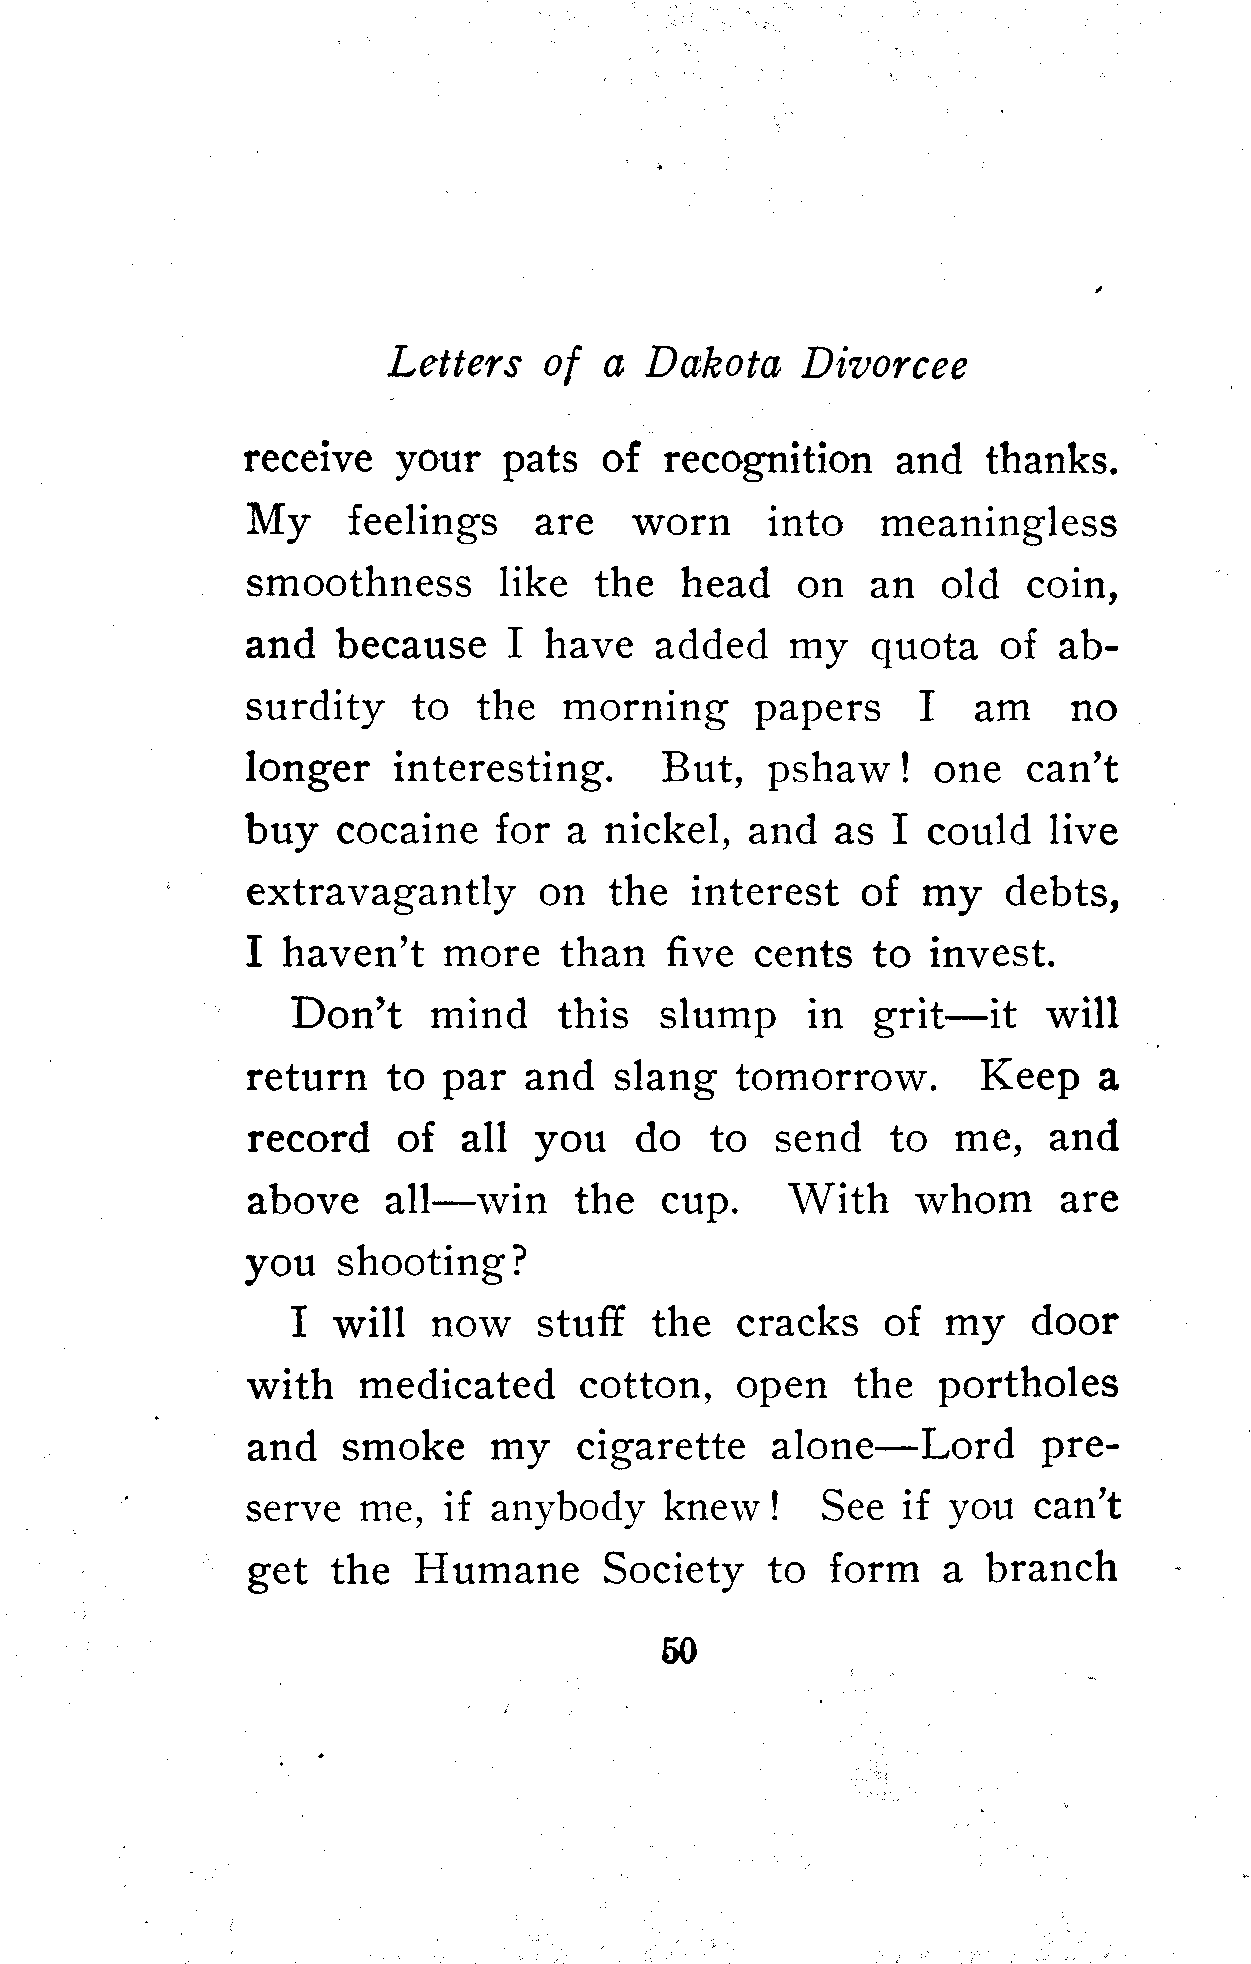 Letters of a Dakota Divorcee
receive your pats of recognition and thanks.
My feelings are worn into meaningless
smoothness like the head on an old coin,
and because I have added my quota of ab-
surdity to the morning papers I am no
longer interesting. But, pshaw! one can't
buy cocaine for a nickel, and as I could live
extravagantly on the interest of my debts,
I haven't more than five cents to invest.
Don't mind this slump in grit—it will
return to par and slang tomorrow. Keep a
record of all you do to send to me, and
above all—win the cup. With whom are
you shooting?
I will now stuff the cracks of my door
with medicated cotton, open the portholes
and smoke my cigarette alone—Lord pre-
serve me, if anybody knew! See if you can't
get the Humane Society to form a branch
50